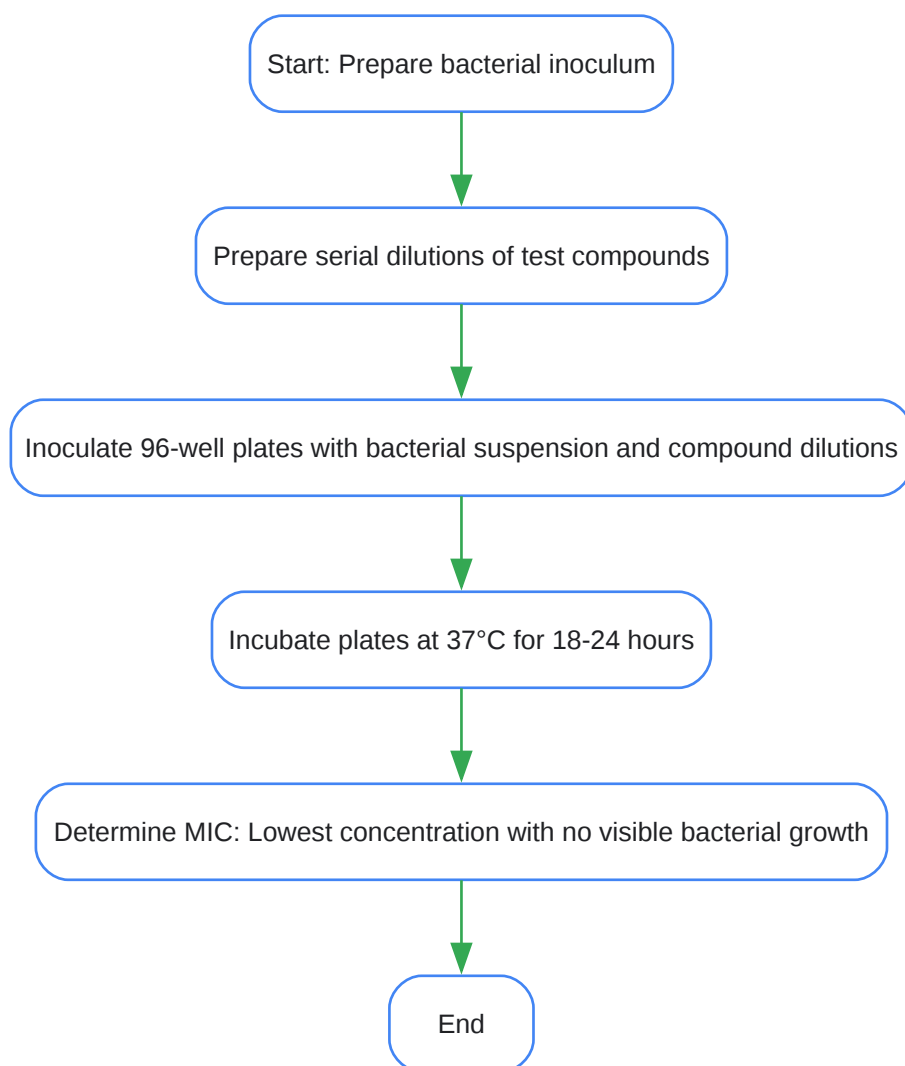 Start: Prepare bacterial inoculum
Prepare serial dilutions of test compounds
Inoculate 96-well plates with bacterial suspension and compound dilutions
Incubate plates at 37°C for 18-24 hours
Determine MIC: Lowest concentration with no visible bacterial growth
End